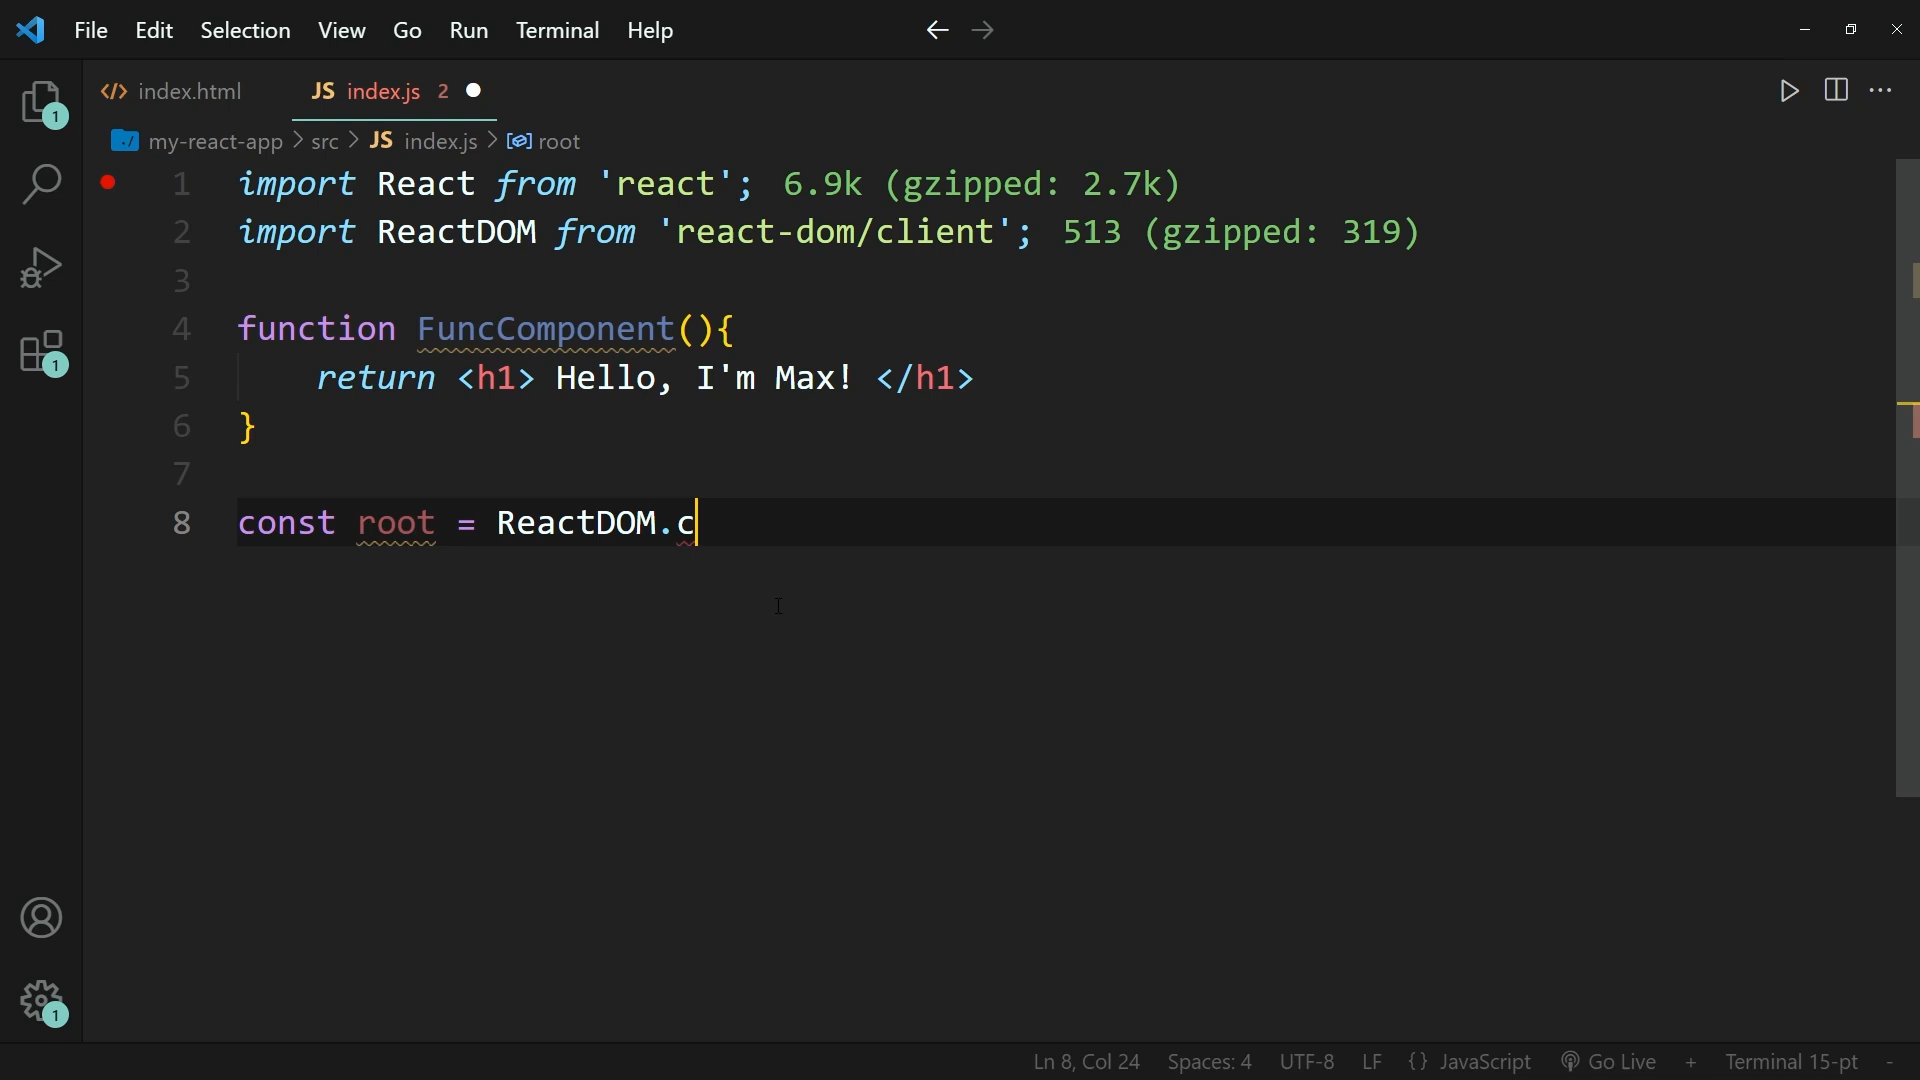 File Edit Selection View Go Run Terminal Help
</> index.html JS index.js 2
my-react-app > src > JS index.js > root
1 import React from 'react'; 6.9k (gzipped: 2.7k)
2 import ReactDOM from 'react-dom/client'; 513 (gzipped: 319)
3
4 function FuncComponent(){
5 return <h1> Hello, I'm Max! </h1>
6 }
7
8 const root = ReactDOM.c
1
1
1
Ln 8, Col 24 Spaces: 4 UTF-8 LF {} JavaScript Go Live + Terminal 15-pt -